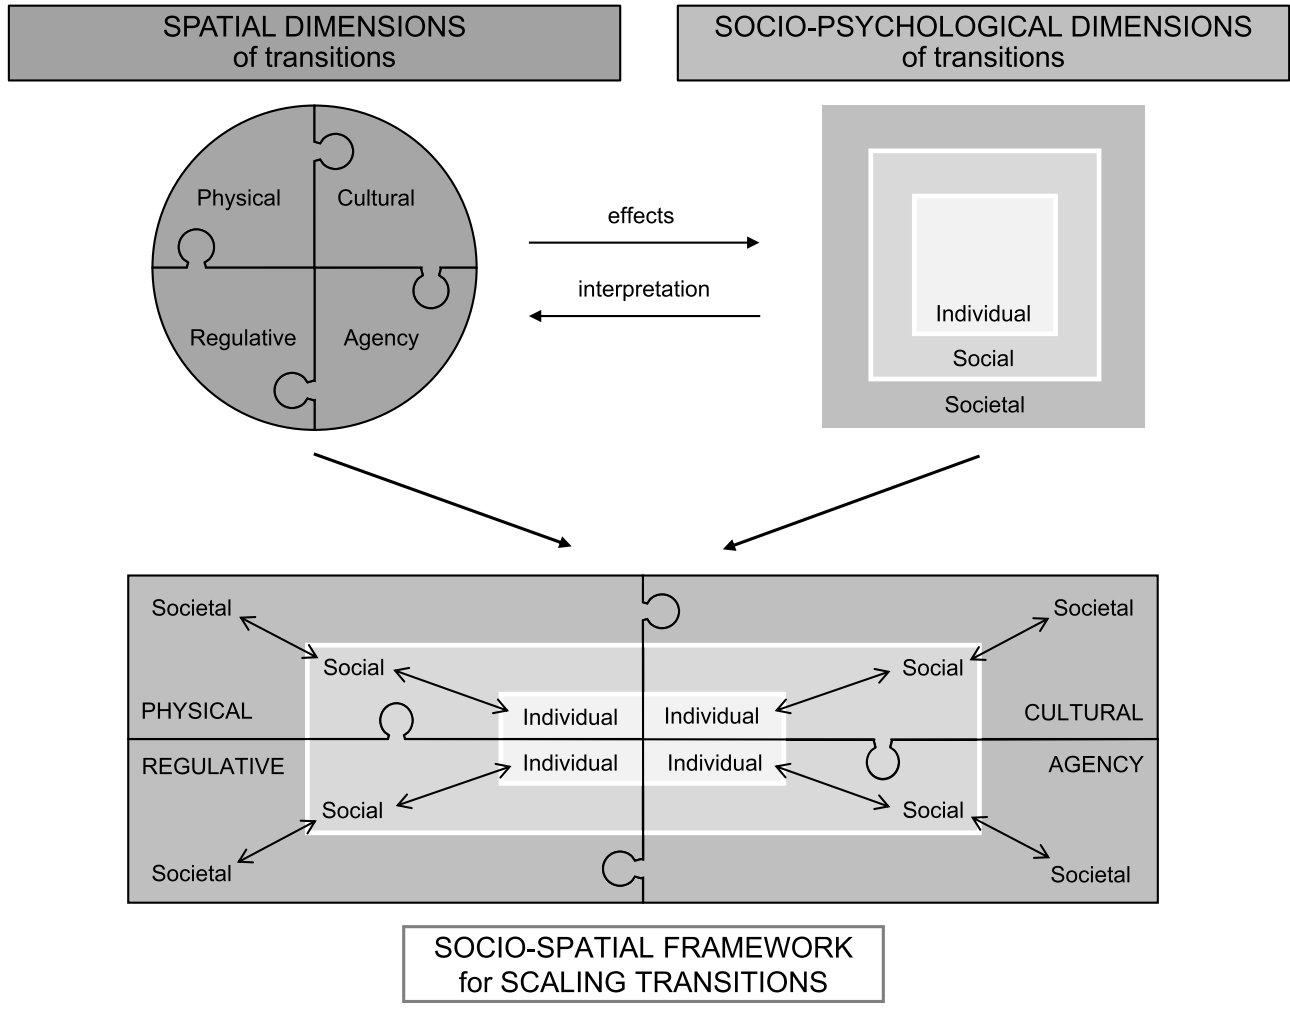 SPATIAL DIMENSIONS
of transitions
SOCIO-PSYCHOLOGICAL DIMENSIONS
of transitions
Physical
Cultural
Regulative
Agency
effects
interpretation
Individual
Social
Societal
Societal
Societal
Social
Social
PHYSICAL
Individual
Individual
CULTURAL
REGULATIVE
Individual
Individual
AGENCY
Social
Social
Societal
Societal
SOCIO-SPATIAL FRAMEWORK
for SCALING TRANSITIONS